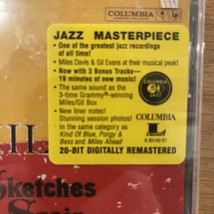 COLUMBIA
JAZZ MASTERPIECE
• One of the greatest jazz recordings
of all time!
• Miles Davis & Gil Evans at their musical peak!
• Now with 3 Bonus Tracks—
16 minutes of new music!
• The same sound as the
3-time Grammy®-winning
Miles/Gil Box
• New liner notes!
Stunning session photos!
• In the same category as
Kind Of Blue, Porgy &
Bess and Miles Ahead
COLUMBIA
Legacy
20-BIT DIGITALLY REMASTERED
Sketches
Spain